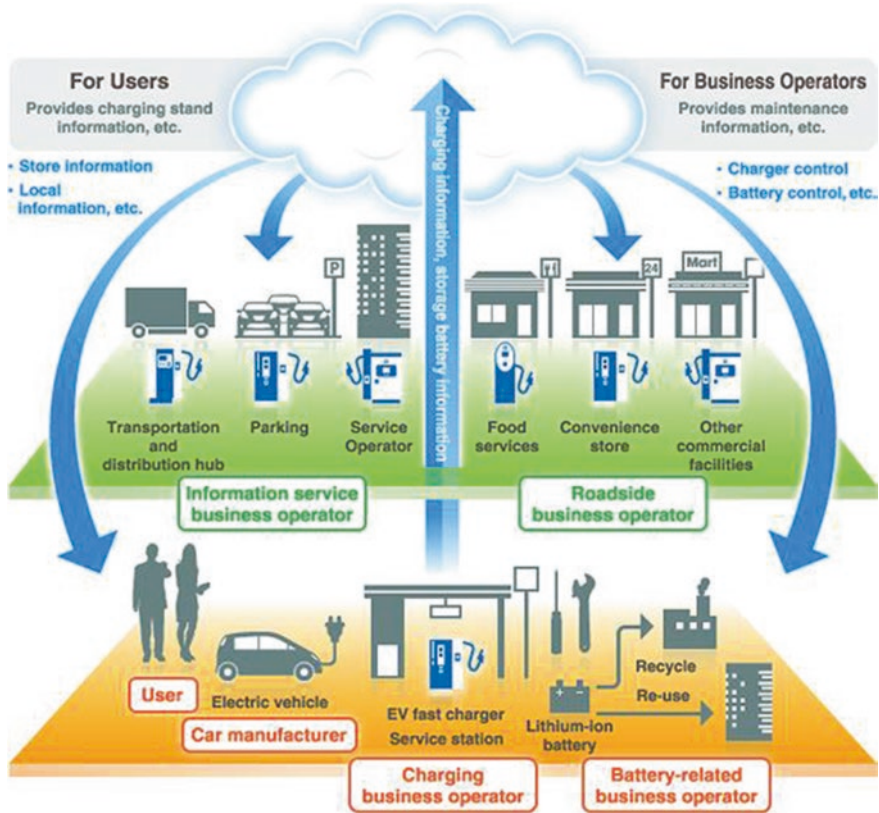 For Users
Provides charging stand
information, etc.
• Store information
• Local
information, etc.
For Business Operators
Provides maintenance
information, etc.
• Charger control
• Battery control, etc.
Charging information, storage battery information
P
24
Mart
Transportation
and
distribution hub
Parking
Service
Operator
Food
services
Convenience
store
Other
commercial
facilities
Information service
business operator
Roadside
business operator
User
Electric vehicle
Car manufacturer
EV fast charger
Service station
Charging
business operator
Lithium-ion
battery
Recycle
Re-use
Battery-related
business operator